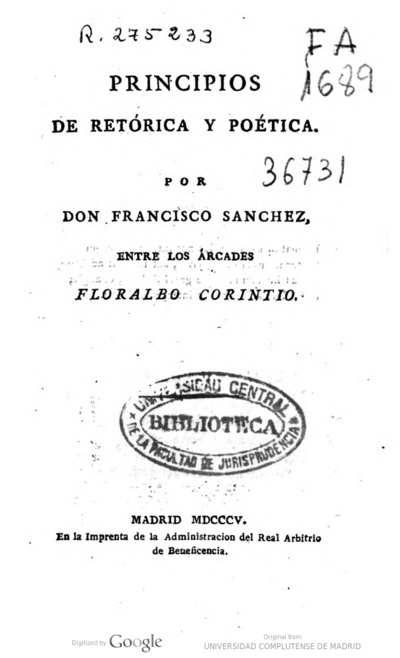 R. 275233
FA
1689
PRINCIPIOS
DE RETÓRICA Y POÉTICA.
36731
POR
DON FRANCISCO SANCHEZ,
ENTRE LOS ÁRCADES
FLORALBO CORINTIO.
UNIVERSIDAD CENTRAL
BIBLIOTECA
DE LA FACULTAD DE JURISPRUDENCIA
MADRID MDCCCV.
En la Imprenta de la Administracion del Real Arbitrio
de Beneficencia.
Digitized by Google
Original from
UNIVERSIDAD COMPLUTENSE DE MADRID